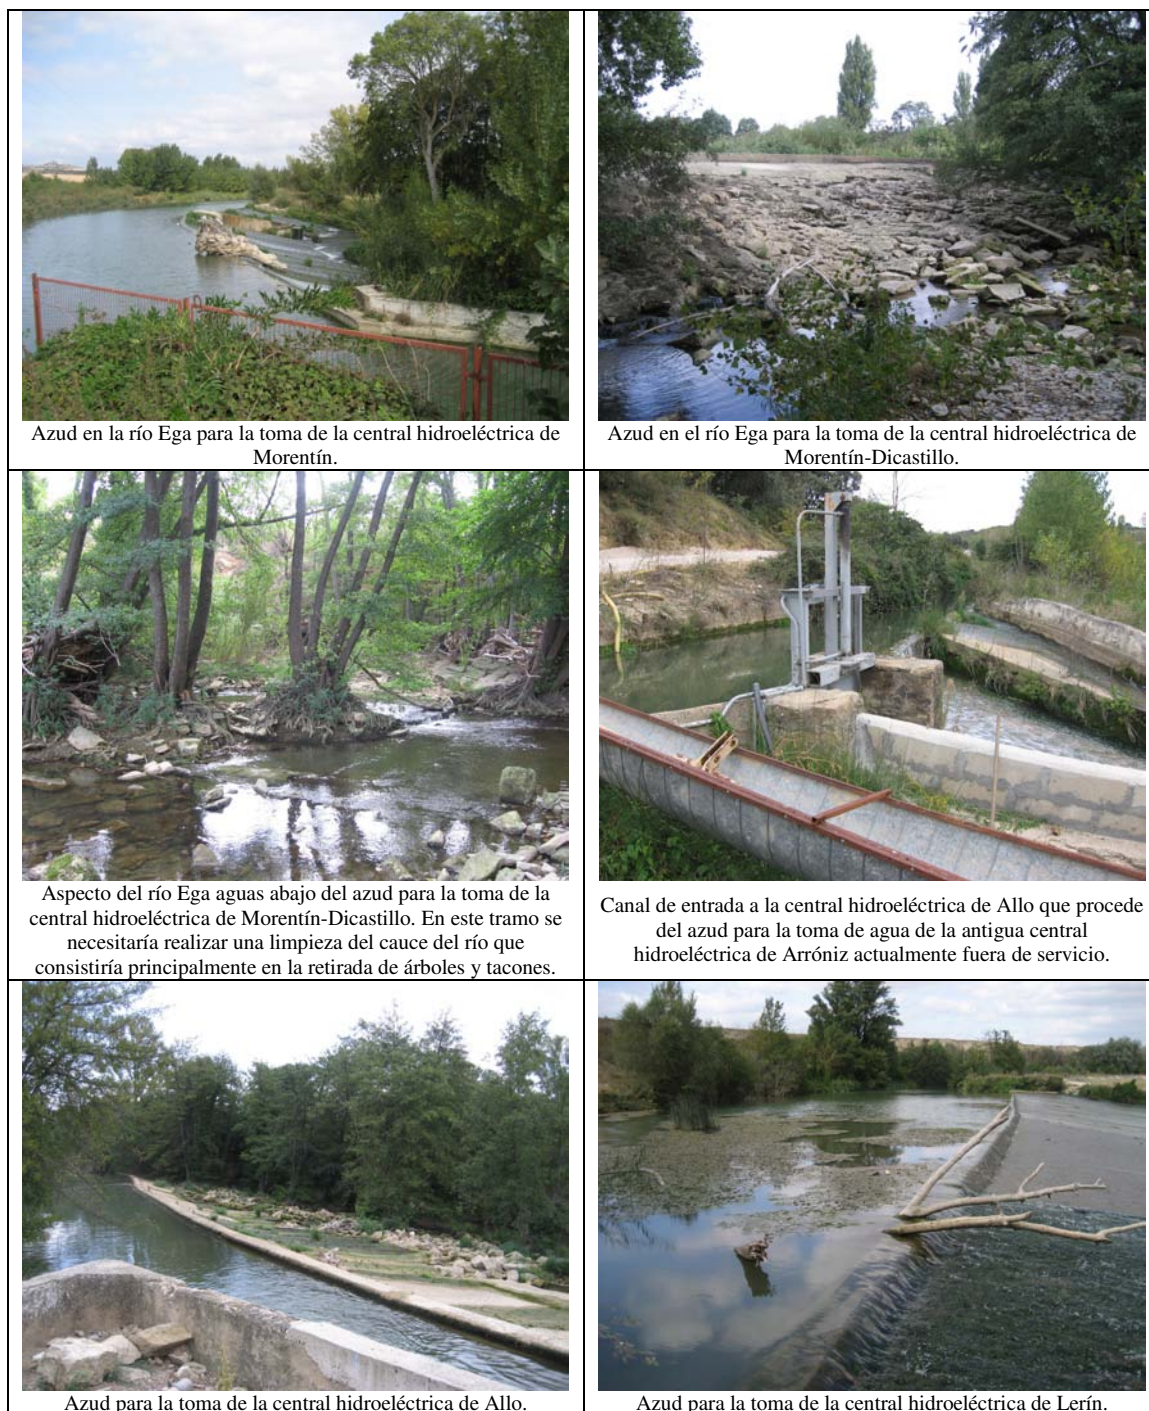 Azud en la río Ega para la toma de la central hidroeléctrica de
Morentín.
Azud en el río Ega para la toma de la central hidroeléctrica de
Morentín-Dicastillo.
Aspecto del río Ega aguas abajo del azud para la toma de la
central hidroeléctrica de Morentín-Dicastillo. En este tramo se
necesitaría realizar una limpieza del cauce del río que
consistiría principalmente en la retirada de árboles y tacones.
Canal de entrada a la central hidroeléctrica de Allo que procede
del azud para la toma de agua de la antigua central
hidroeléctrica de Arróniz actualmente fuera de servicio.
Azud para la toma de la central hidroeléctrica de Allo.
Azud para la toma de la central hidroeléctrica de Lerín.